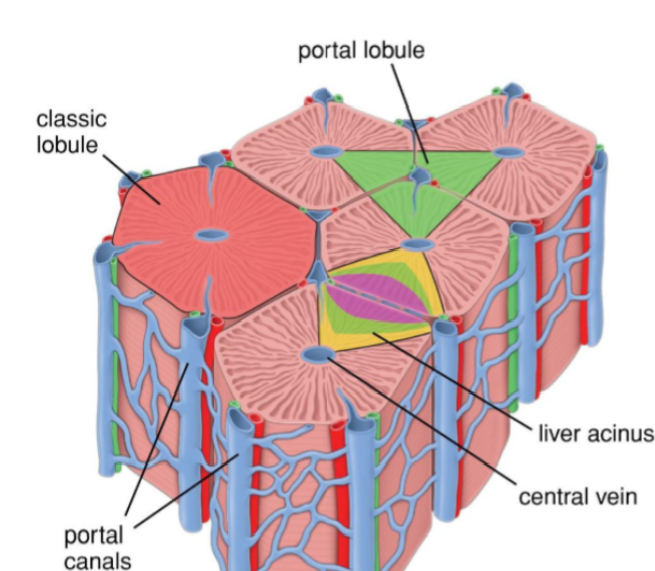 portal lobule
classic
lobule
liver acinus
central vein
portal
canals